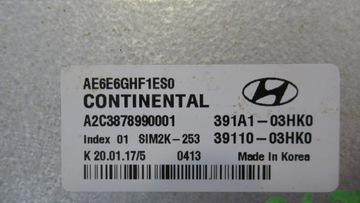 AE6E6GHF1ES0
CONTINENTAL
A2C3878990001 391A1-03HK0
Index 01 SIM2K-253 39110-03HK0
K 20.01.17/5 0413 Made in Korea